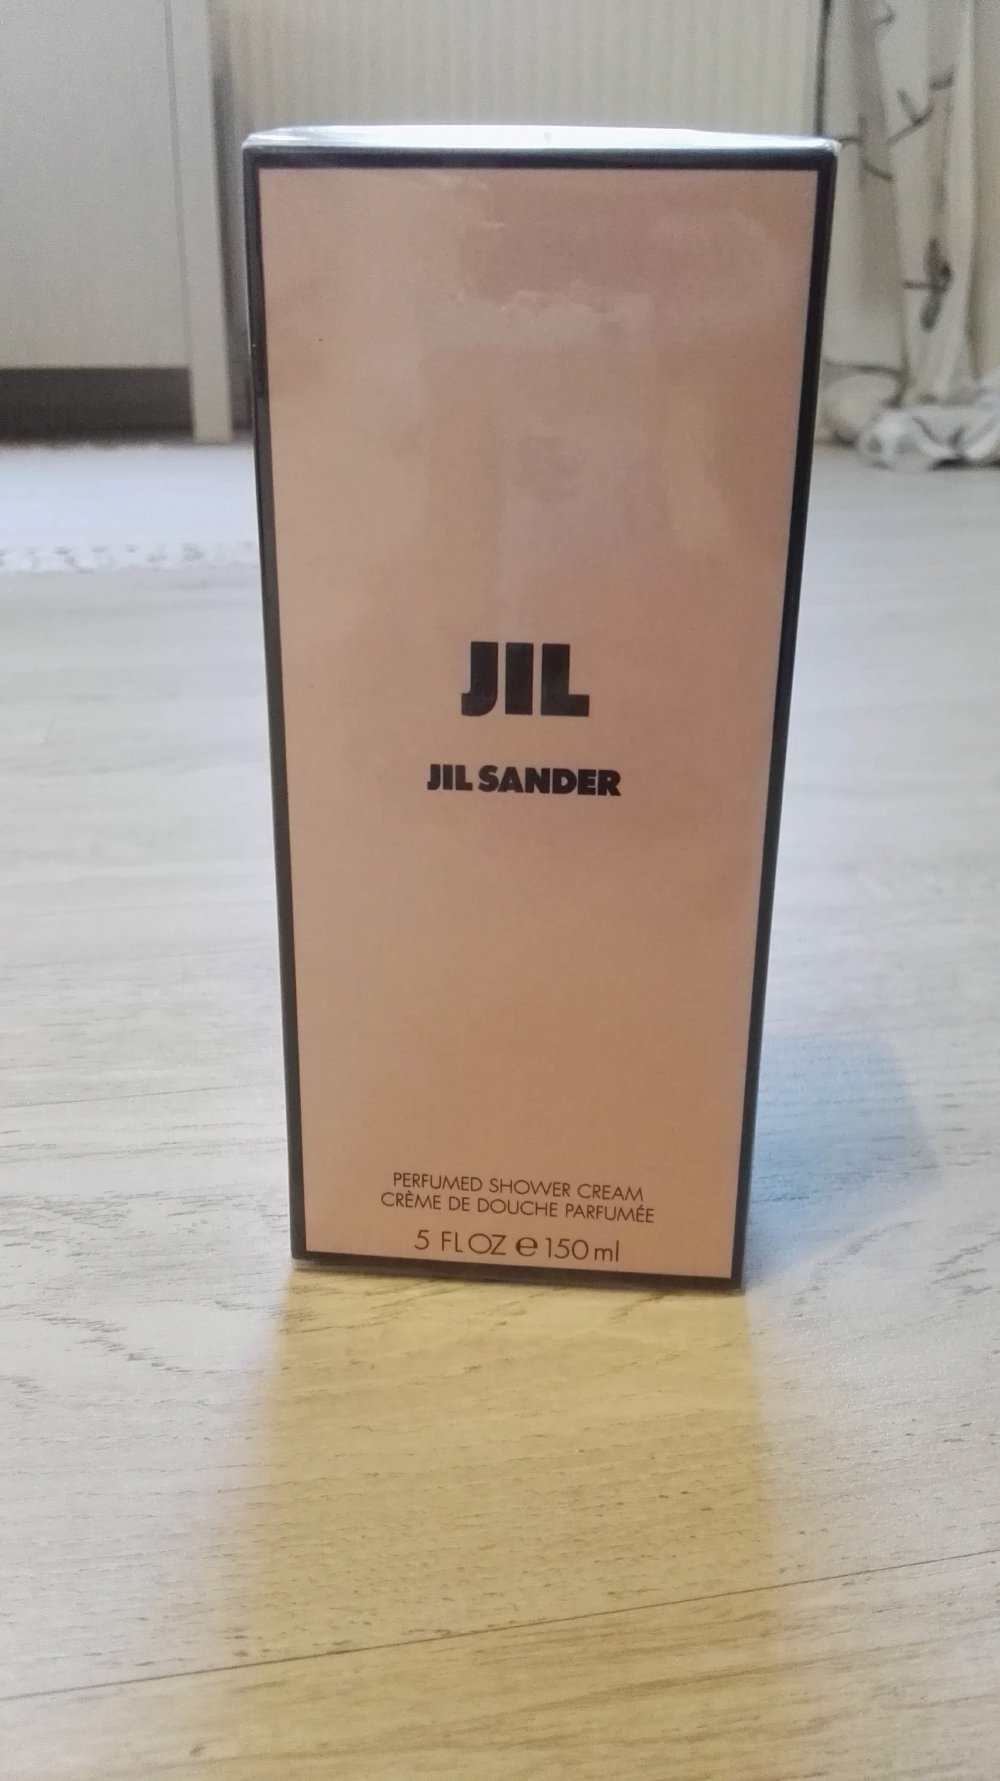 JIL
JIL SANDER
PERFUMED SHOWER CREAM
CRÈME DE DOUCHE PARFUMÉE
5 FL OZ ℮ 150 ml